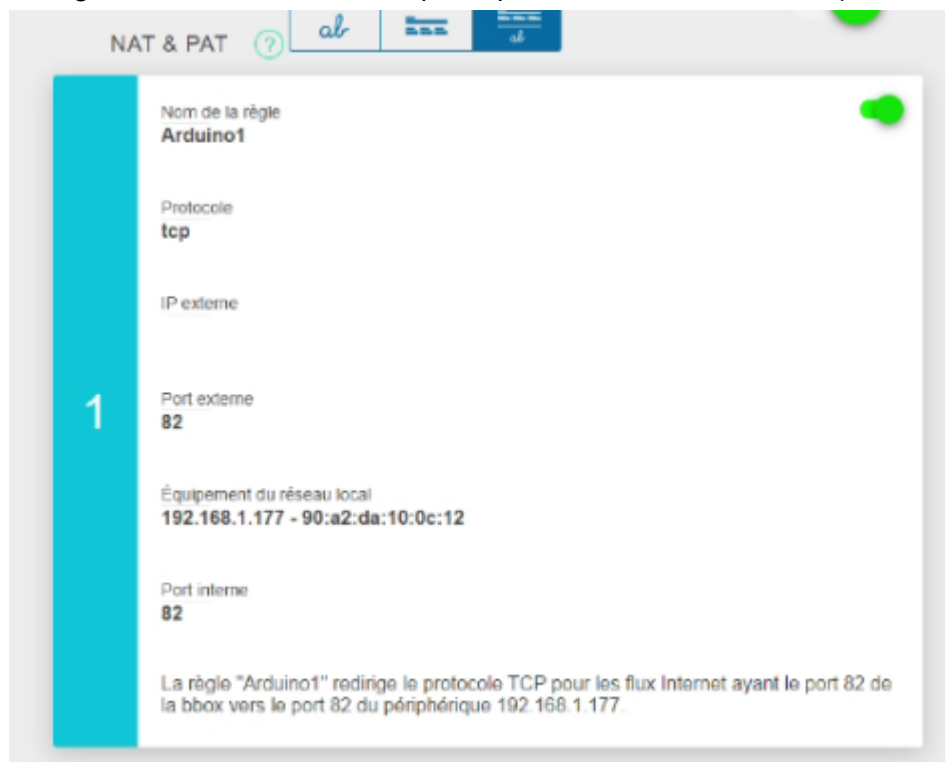 NAT & PAT ? ab ab
Nom de la règle
Arduino1
Protocole
tcp
IP externe
1
Port externe
82
Équipement du réseau local
192.168.1.177 - 90:a2:da:10:0c:12
Port interne
82
La règle "Arduino1" redirige le protocole TCP pour les flux Internet ayant le port 82 de
la bbox vers le port 82 du périphérique 192.168.1.177.